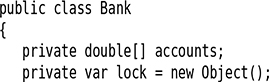 public class Bank
{
   private double[] accounts;
   private var lock = new Object();